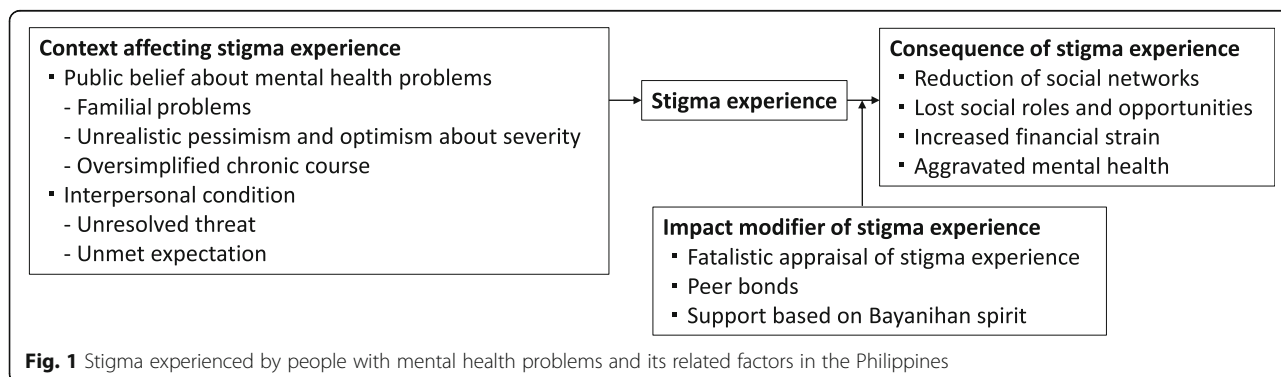 Context affecting stigma experience
▪ Public belief about mental health problems
- Familial problems
- Unrealistic pessimism and optimism about severity
- Oversimplified chronic course
▪ Interpersonal condition
- Unresolved threat
- Unmet expectation
Stigma experience
Consequence of stigma experience
▪ Reduction of social networks
▪ Lost social roles and opportunities
▪ Increased financial strain
▪ Aggravated mental health
Impact modifier of stigma experience
▪ Fatalistic appraisal of stigma experience
▪ Peer bonds
▪ Support based on Bayanihan spirit
Fig. 1 Stigma experienced by people with mental health problems and its related factors in the Philippines